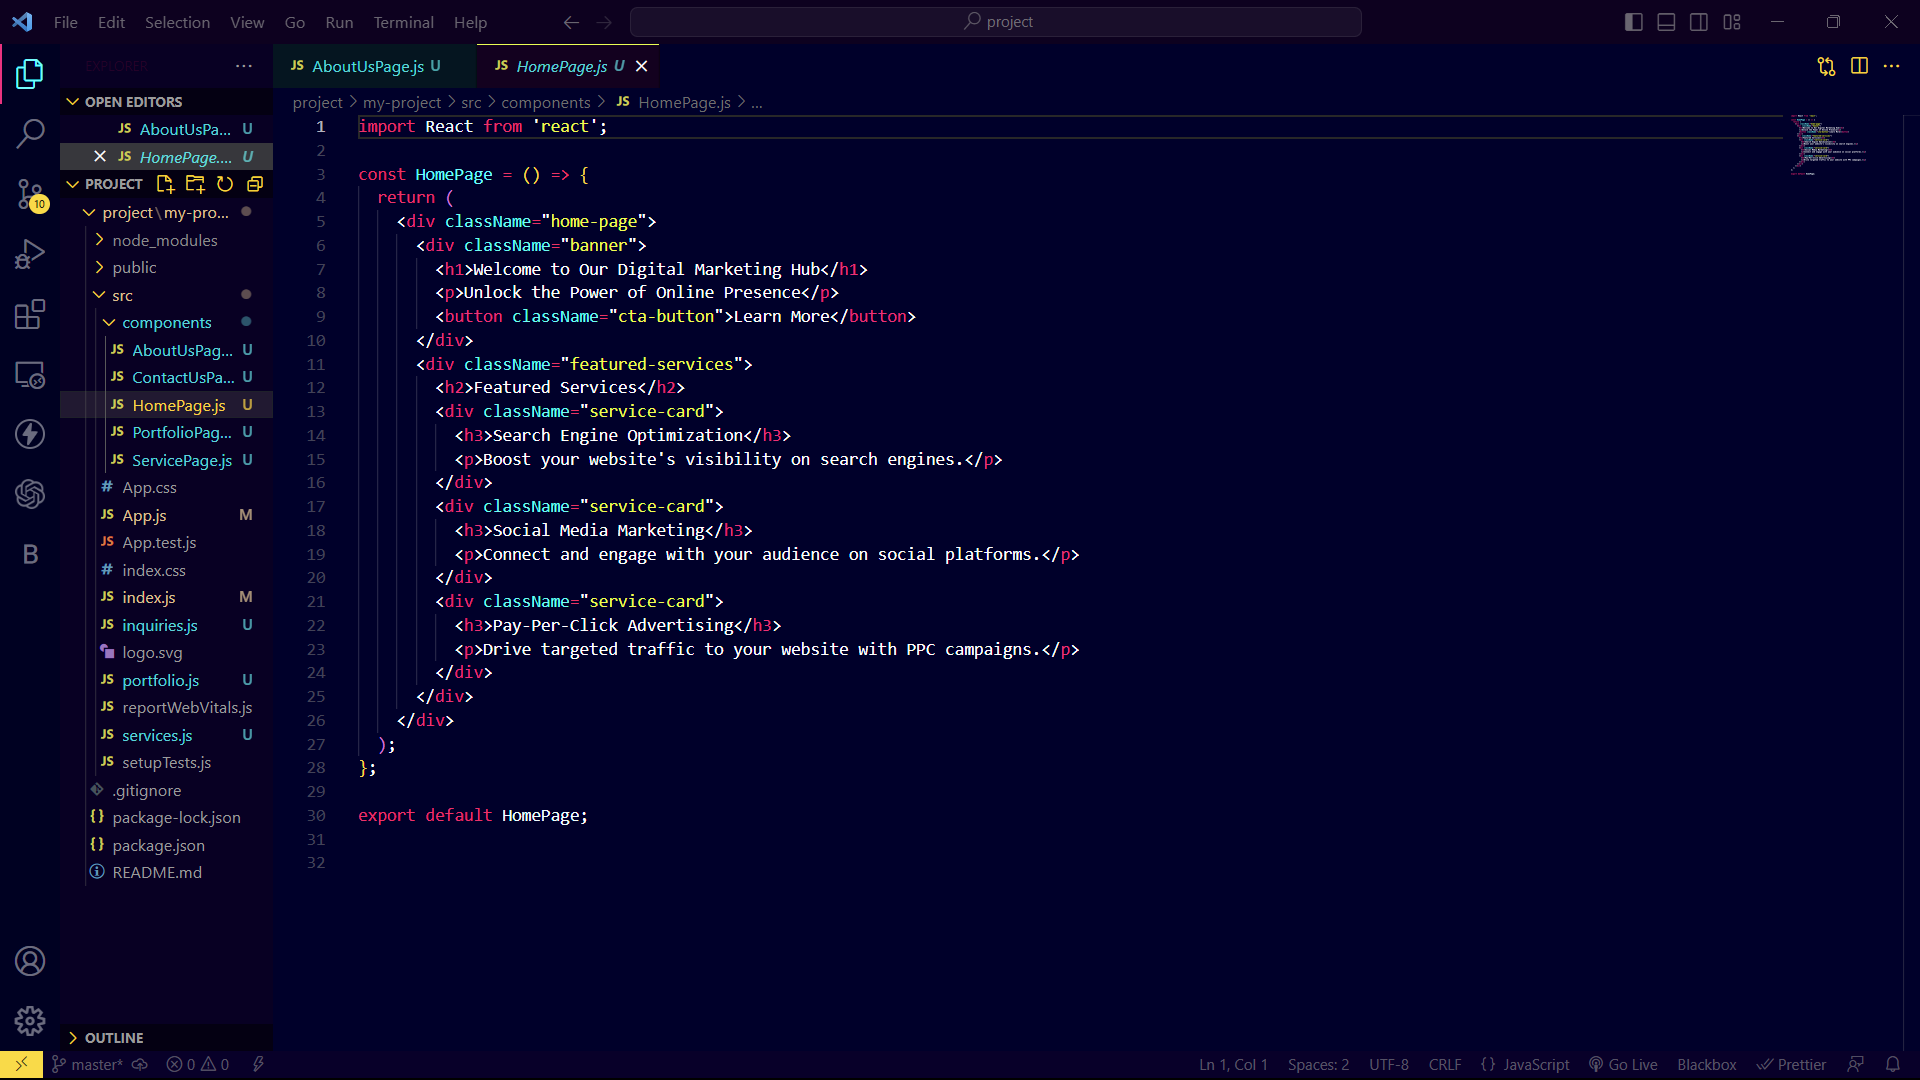 File Edit Selection View Go Run Terminal Help
project
EXPLORER
OPEN EDITORS
JS AboutUsPa... U
JS HomePage.... U
PROJECT
project\my-pro...
node_modules
public
src
components
JS AboutUsPag... U
JS ContactUsPa... U
JS HomePage.js U
JS PortfolioPag... U
JS ServicePage.js U
# App.css
JS App.js M
JS App.test.js
# index.css
JS index.js M
JS inquiries.js U
logo.svg
JS portfolio.js U
JS reportWebVitals.js
JS services.js U
JS setupTests.js
.gitignore
{} package-lock.json
{} package.json
README.md
OUTLINE
10
B
JS AboutUsPage.js U
JS HomePage.js U
project > my-project > src > components > JS HomePage.js > ...
1 import React from 'react';
2
3 const HomePage = () => {
4 return (
5 <div className="home-page">
6 <div className="banner">
7 <h1>Welcome to Our Digital Marketing Hub</h1>
8 <p>Unlock the Power of Online Presence</p>
9 <button className="cta-button">Learn More</button>
10 </div>
11 <div className="featured-services">
12 <h2>Featured Services</h2>
13 <div className="service-card">
14 <h3>Search Engine Optimization</h3>
15 <p>Boost your website's visibility on search engines.</p>
16 </div>
17 <div className="service-card">
18 <h3>Social Media Marketing</h3>
19 <p>Connect and engage with your audience on social platforms.</p>
20 </div>
21 <div className="service-card">
22 <h3>Pay-Per-Click Advertising</h3>
23 <p>Drive targeted traffic to your website with PPC campaigns.</p>
24 </div>
25 </div>
26 </div>
27 );
28 };
29
30 export default HomePage;
31
32
master* 0 0
Ln 1, Col 1 Spaces: 2 UTF-8 CRLF {} JavaScript Go Live Blackbox Prettier